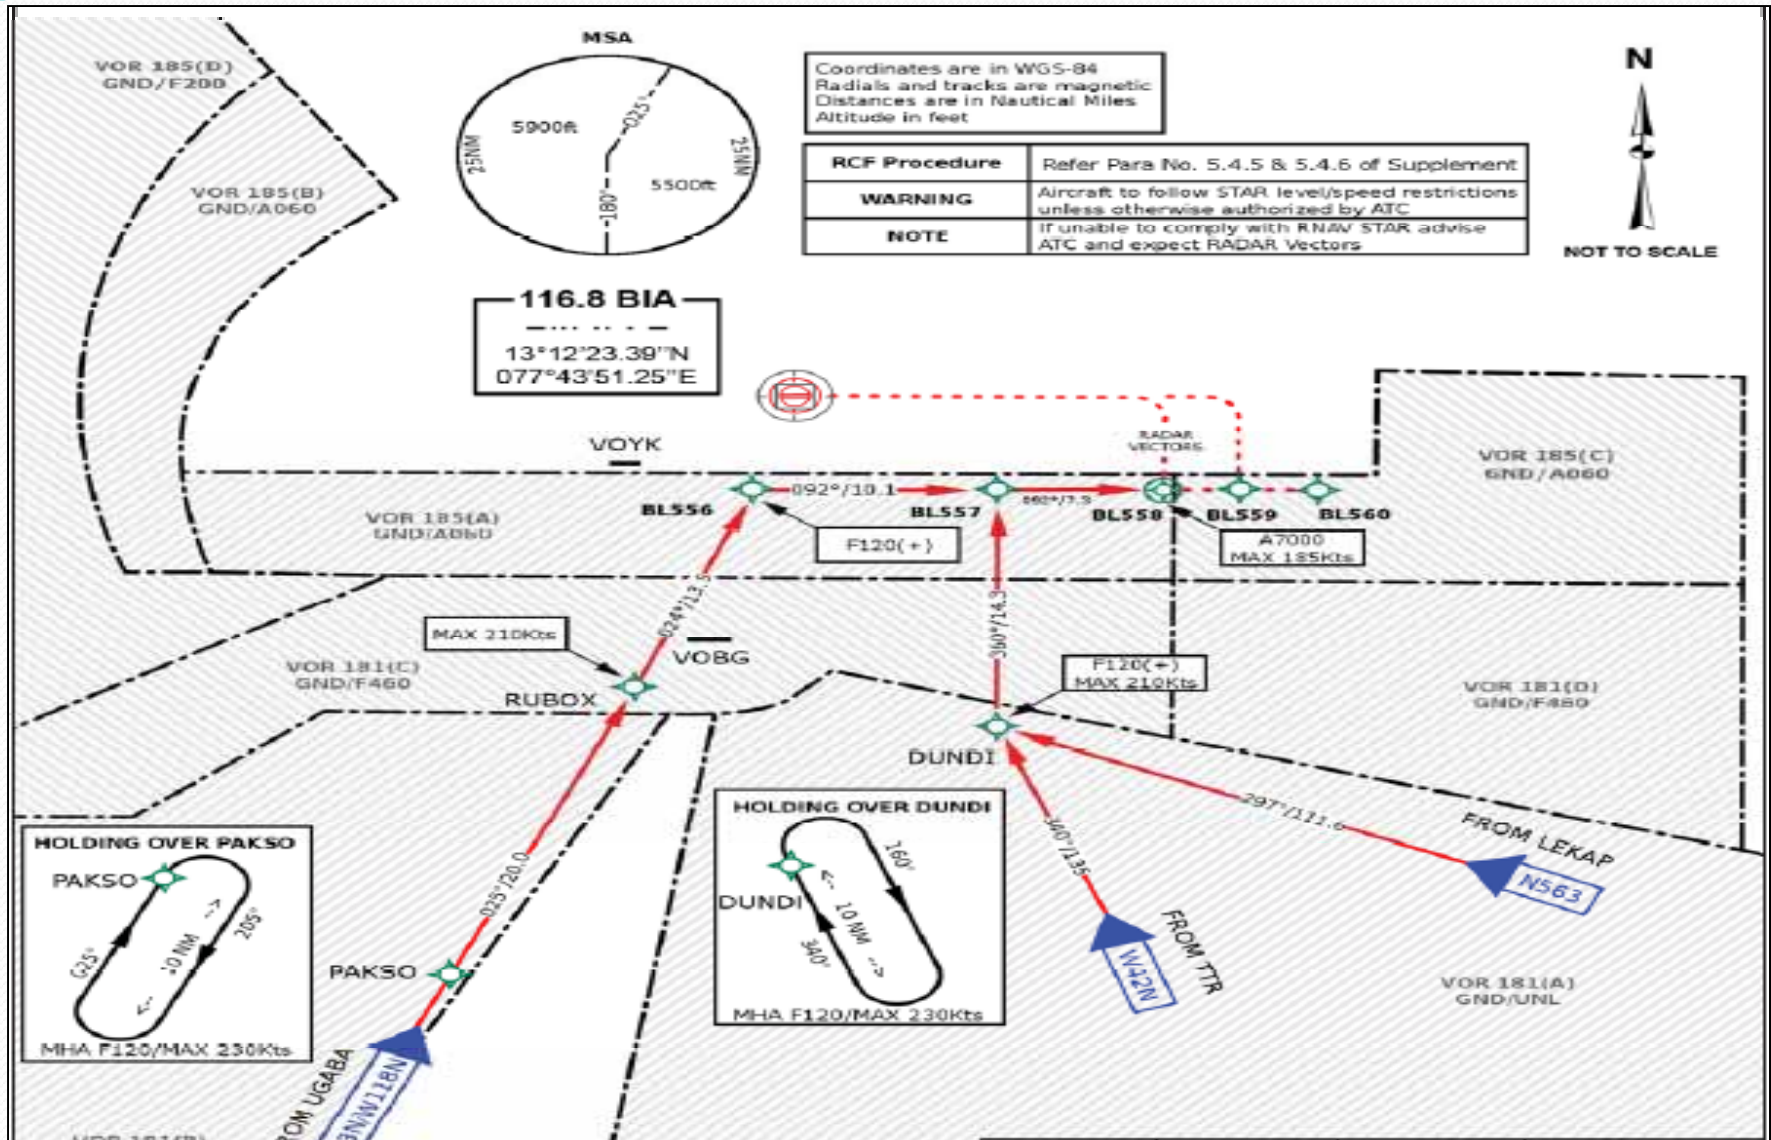 MSA
5900ft
025°
25NM
25NM
5500ft
180°
Coordinates are in WGS-84
Radials and tracks are magnetic
Distances are in Nautical Miles
Altitude in feet
RCF Procedure
Refer Para No. 5.4.5 & 5.4.6 of Supplement
WARNING
Aircraft to follow STAR level/speed restrictions
unless otherwise authorized by ATC
NOTE
If unable to comply with RNAV STAR advise
ATC and expect RADAR Vectors
N
NOT TO SCALE
VOR 185(D)
GND/F200
VOR 185(B)
GND/A060
116.8 BIA
13°12'23.39"N
077°43'51.25"E
VOYK
RADAR
VECTORS
VOR 185(C)
GND/A060
092°/10.1
BL556
BL557
BL558
BL559
BL560
VOR 185(A)
GND/A060
F120(+)
A7000
MAX 185Kts
024°/13.5
360°/14.3
MAX 210Kts
VOBG
VOR 181(C)
GND/F460
RUBOX
F120(+)
MAX 210Kts
VOR 181(D)
GND/F460
DUNDI
297°/111.6
FROM LEKAP
N563
340°/135
FROM TTR
W42N
HOLDING OVER PAKSO
PAKSO
025°
10 NM
205°
MHA F120/MAX 230Kts
HOLDING OVER DUNDI
160°
DUNDI
10 NM
340°
MHA F120/MAX 230Kts
025°/20.0
PAKSO
UGABA
VOR 181(A)
GND/UNL